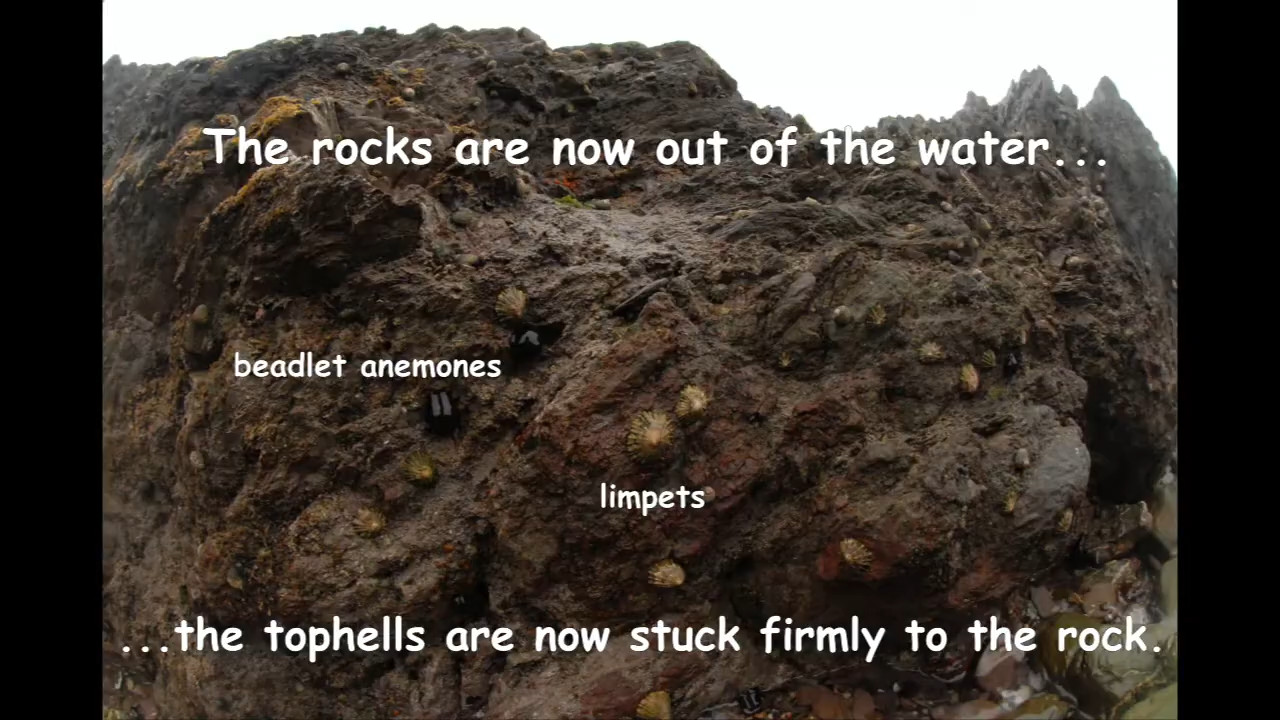 The rocks are now out of the water...
beadlet anemones
limpets
...the tophells are now stuck firmly to the rock.